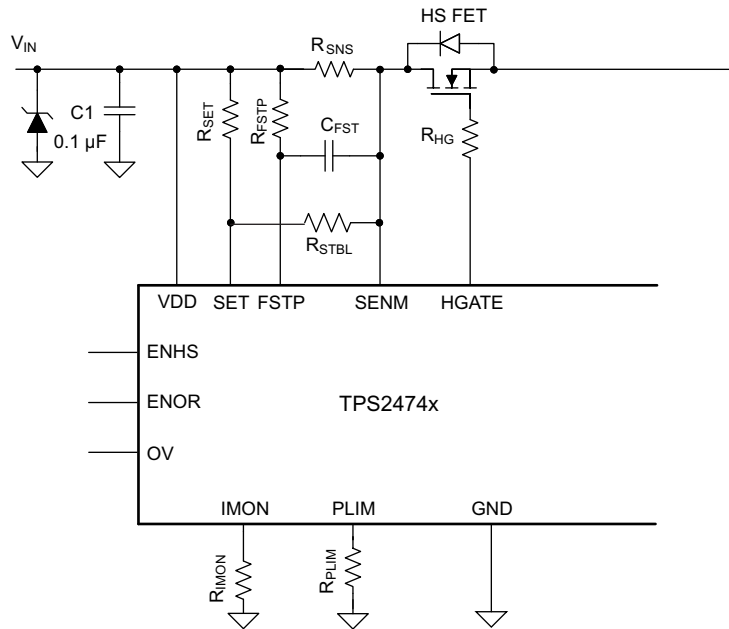 HS FET
VIN
RSNS
C1
0.1 µF
RSET
RFSTP
CFST
RHG
RSTBL
VDD SET FSTP SENM HGATE
ENHS
ENOR
TPS2474x
OV
IMON PLIM GND
RIMON
RPLIM